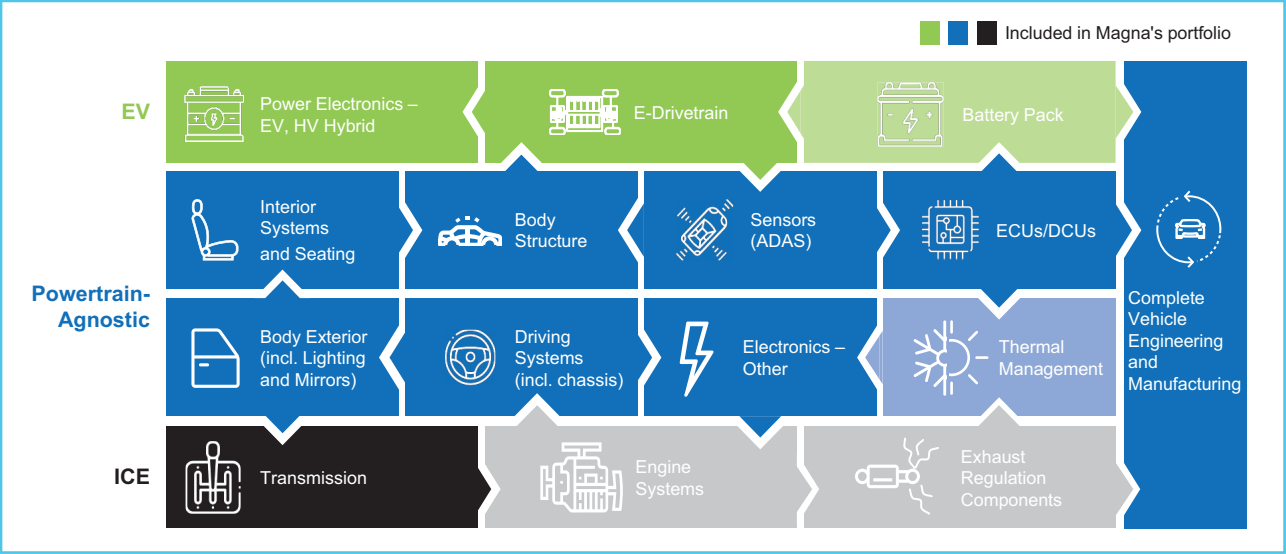 Included in Magna's portfolio
EV
Power Electronics –
EV, HV Hybrid
E-Drivetrain
Battery Pack
Powertrain-
Agnostic
Interior
Systems
and Seating
Body
Structure
Sensors
(ADAS)
ECUs/DCUs
Body Exterior
(incl. Lighting
and Mirrors)
Driving
Systems
(incl. chassis)
Electronics –
Other
Thermal
Management
Complete
Vehicle
Engineering
and
Manufacturing
ICE
Transmission
Engine
Systems
Exhaust
Regulation
Components